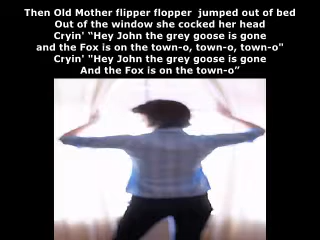 Then Old Mother flipper flopper  jumped out of bed
Out of the window she cocked her head
Cryin' “Hey John the grey goose is gone
and the Fox is on the town-o, town-o, town-o"
Cryin' "Hey John the grey goose is gone
And the Fox is on the town-o”